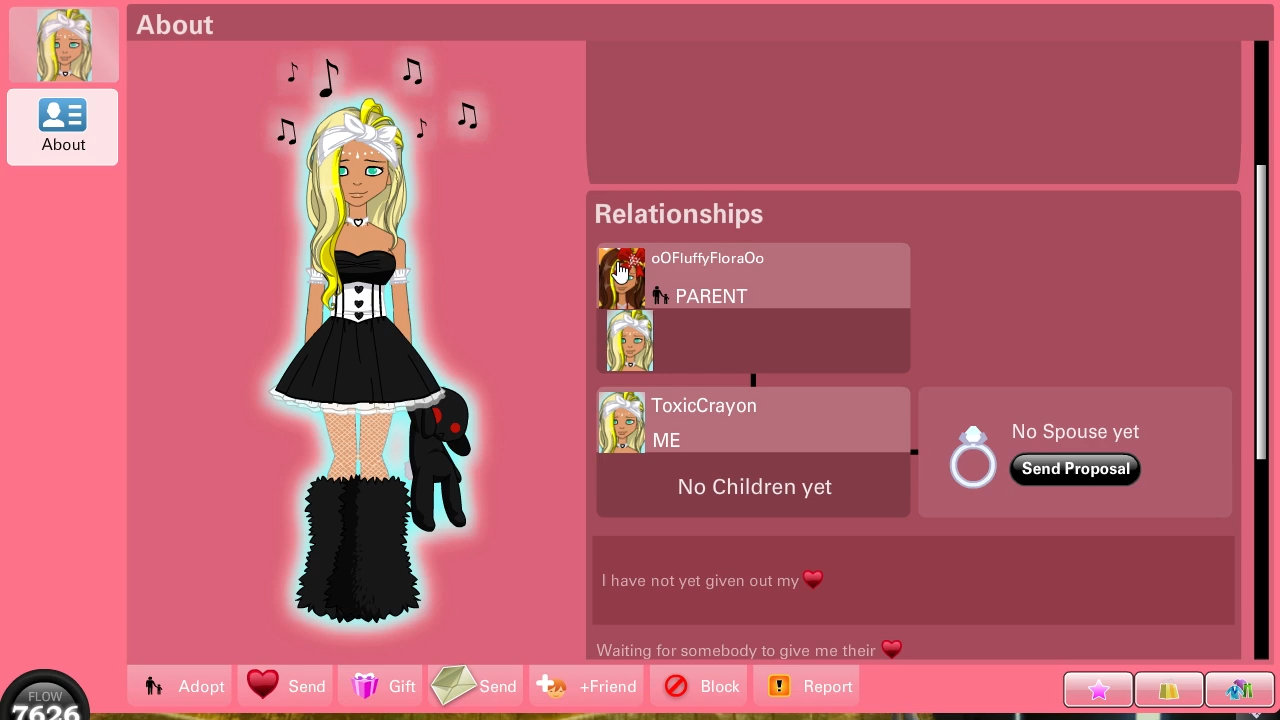 About
About
Relationships
oOFluffyFloraOo
PARENT
ToxicCrayon
ME
No Children yet
No Spouse yet
Send Proposal
I have not yet given out my
Waiting for somebody to give me their
FLOW
7626
Adopt
Send
Gift
Send
+Friend
Block
Report